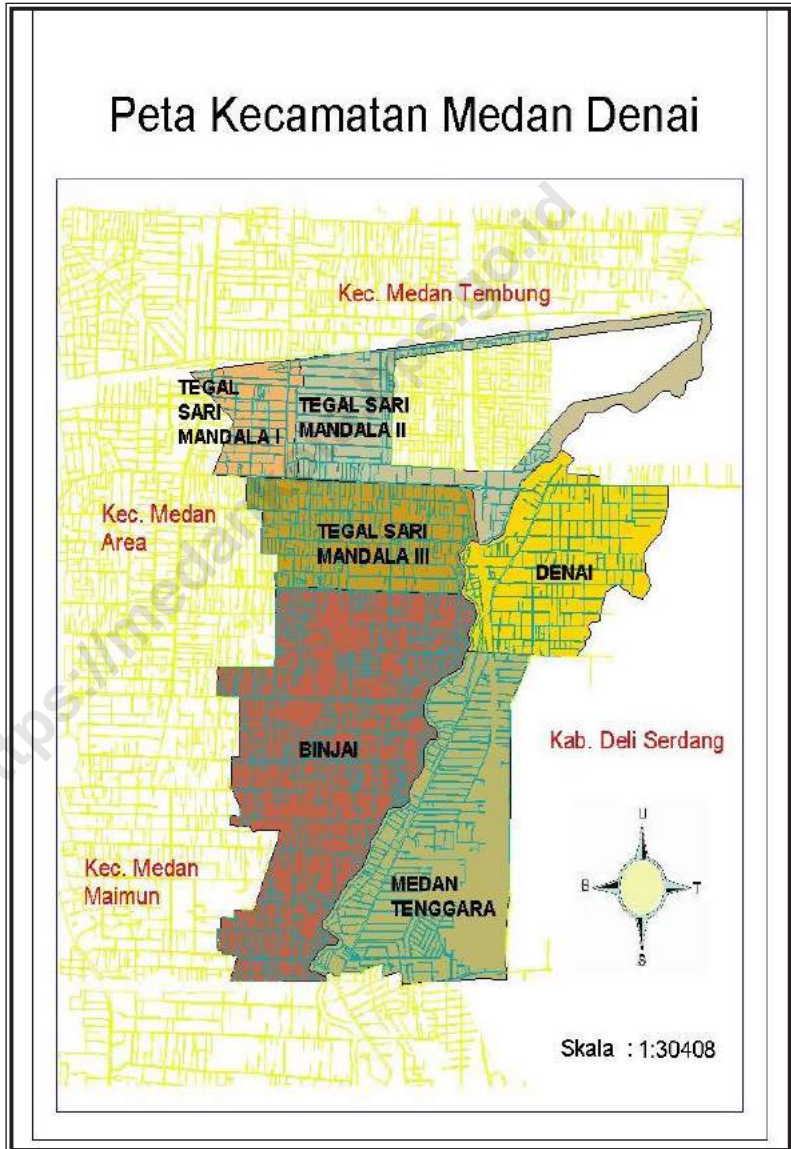 Peta Kecamatan Medan Denai
Kec. Medan Tembung
TEGAL
SARI
MANDALA I
TEGAL SARI
MANDALA II
Kec. Medan
Area
TEGAL SARI
MANDALA III
DENAI
BINJAI
Kab. Deli Serdang
Kec. Medan
Maimun
MEDAN
TENGGARA
U
B
T
S
Skala : 1:30408